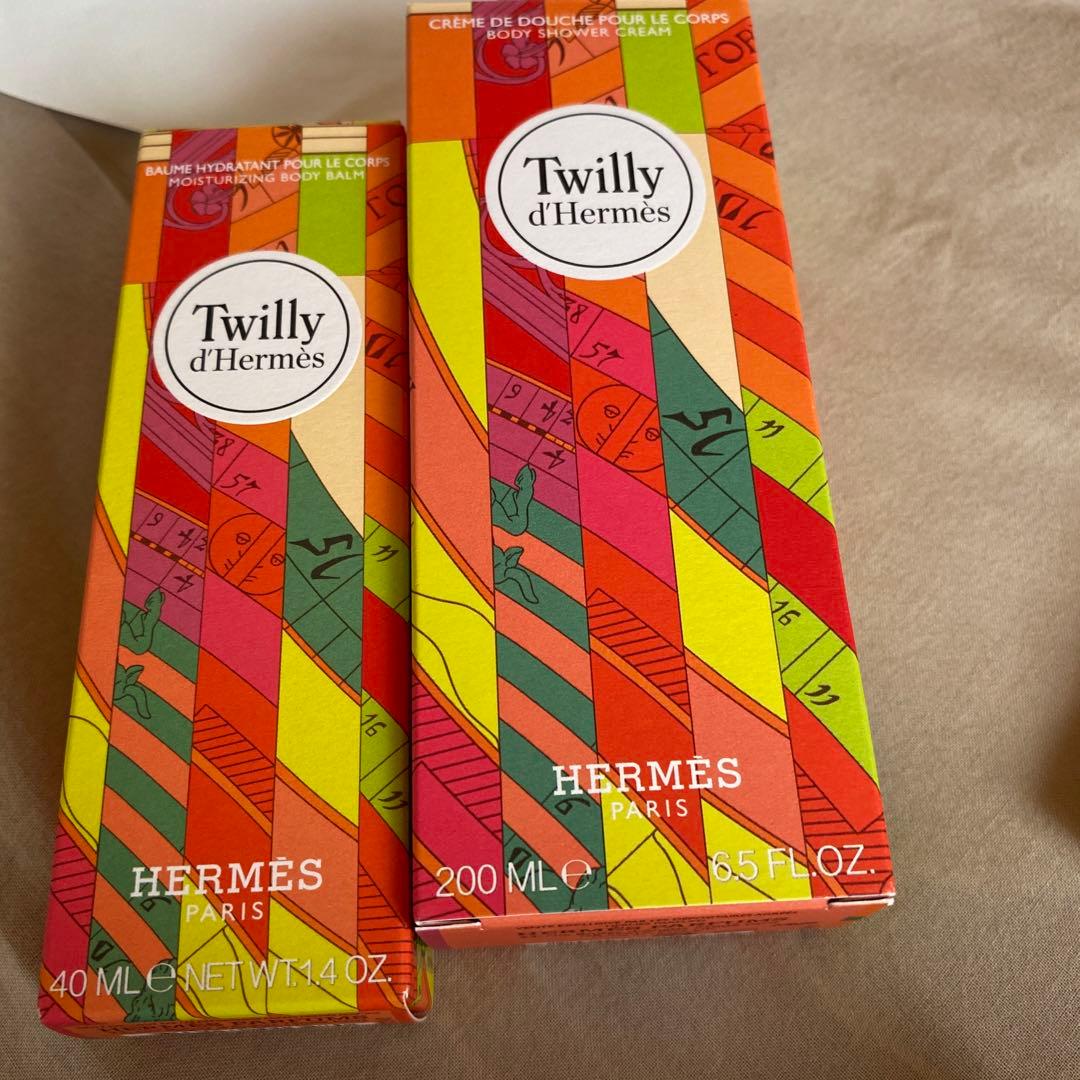 BAUME HYDRATANT POUR LE CORPS
MOISTURIZING BODY BALM
Twilly
d'Hermès
HERMÈS
PARIS
40 ML ℮ NET WT.1.4 OZ.
HERMÈS PARFUMS
CRÈME DE DOUCHE POUR LE CORPS
BODY SHOWER CREAM
Twilly
d'Hermès
HERMÈS
PARIS
200 ML ℮ 6.5 FL.OZ.